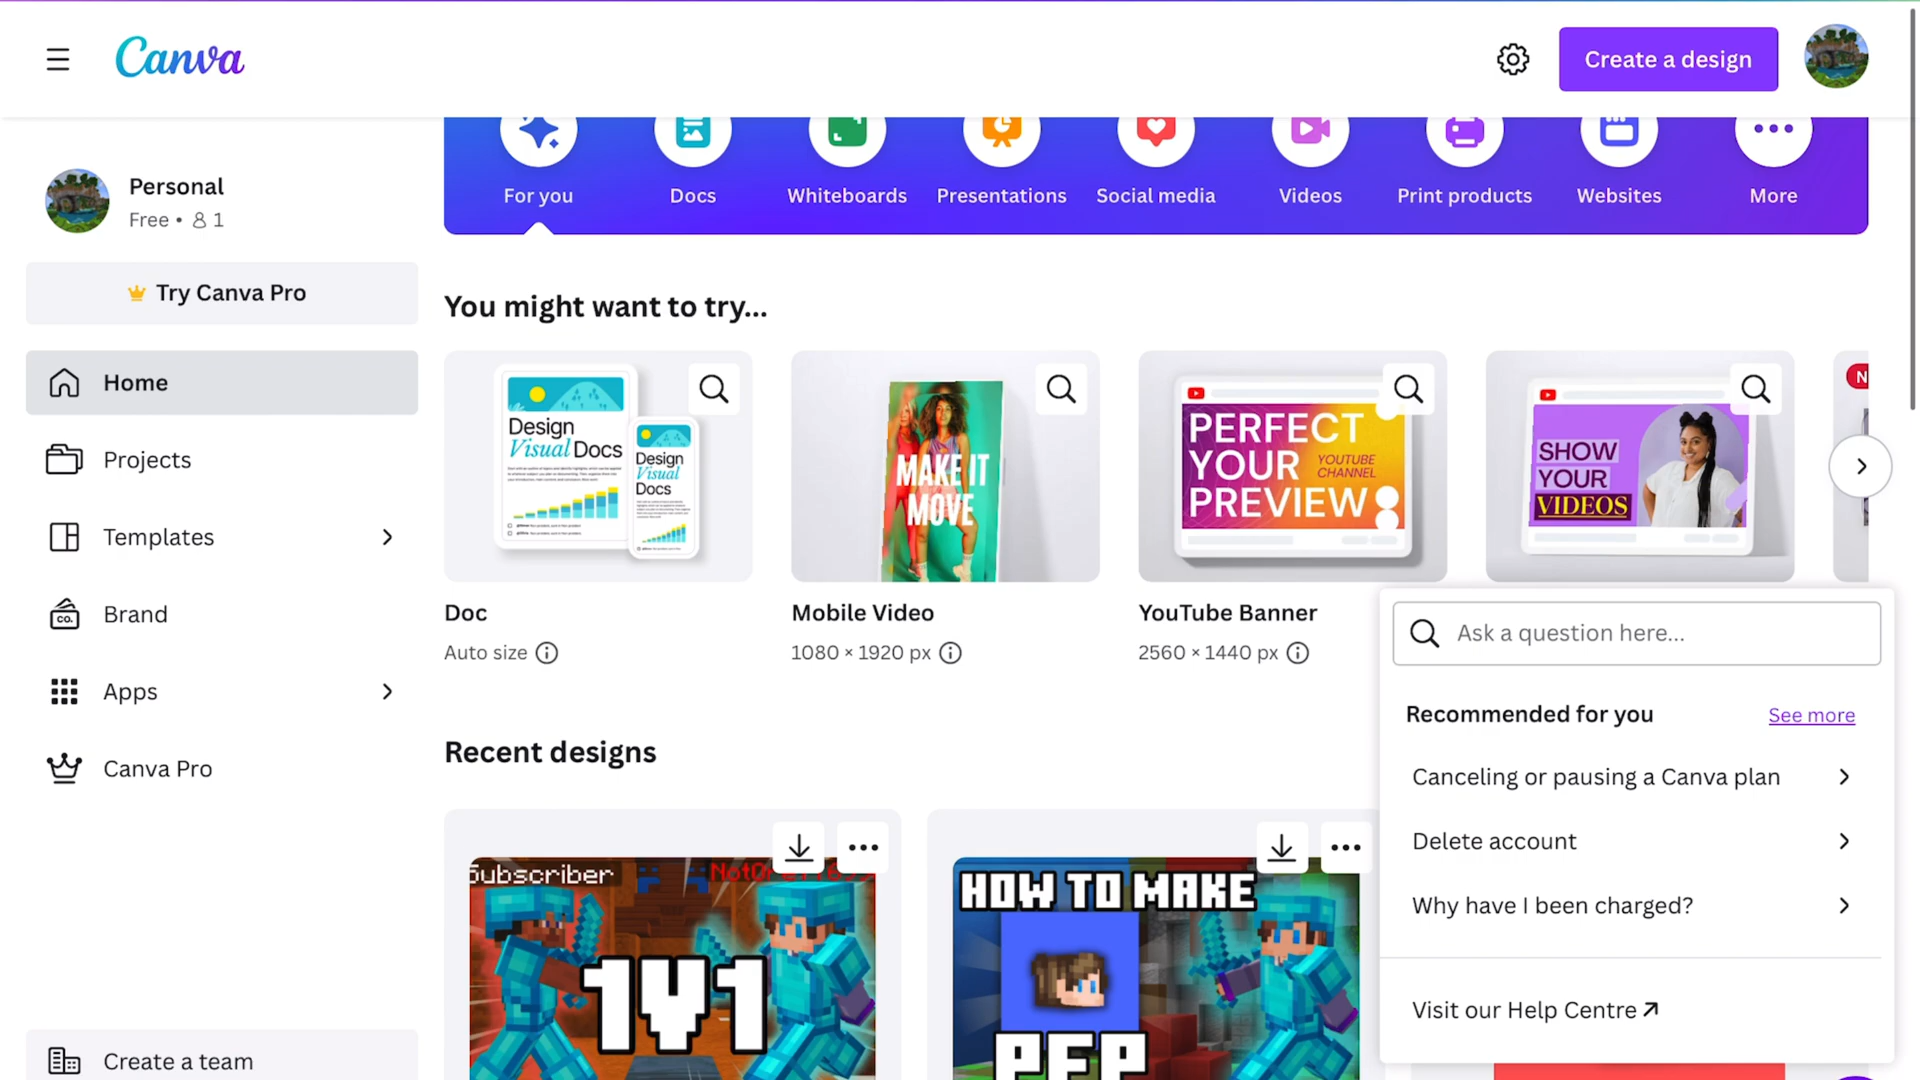 Canva
Create a design
Personal
Free • 1
Try Canva Pro
Home
Projects
Templates
Brand
CO.
Apps
Canva Pro
Create a team
For you
Docs
Whiteboards
Presentations
Social media
Videos
Print products
Websites
More
You might want to try...
Design
Visual Docs
Design
Visual
Docs
MAKE IT
MOVE
PERFECT
YOUR
PREVIEW
YOUTUBE
CHANNEL
SHOW
YOUR
VIDEOS
N
Doc
Auto size
Mobile Video
1080 × 1920 px
YouTube Banner
2560 × 1440 px
Recent designs
Subscriber
1V1
HOW TO MAKE
PFP
Ask a question here...
Recommended for you
See more
Canceling or pausing a Canva plan
Delete account
Why have I been charged?
Visit our Help Centre